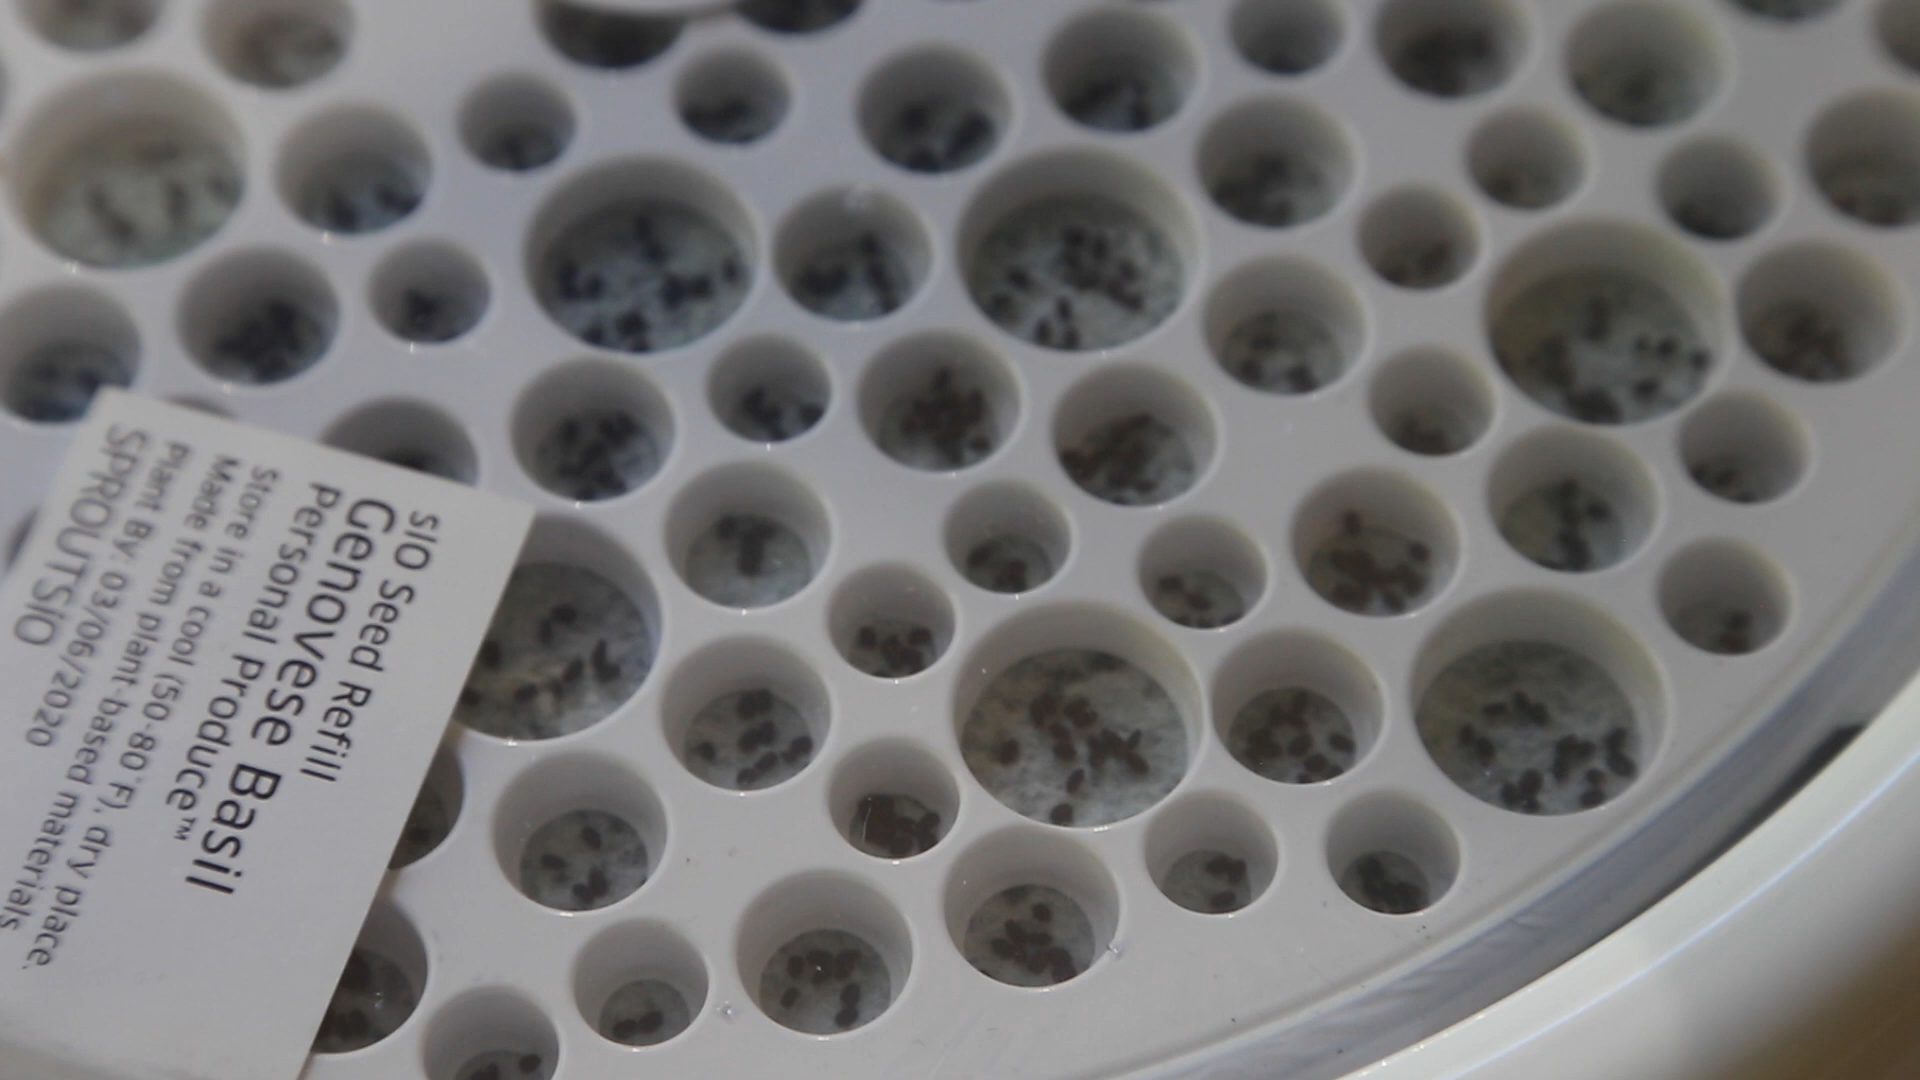 SIO Seed Refill
Genovese Basil
Personal Produce™
Store in a cool (50-80°F), dry place.
Made from plant-based materials
Plant By: 03/06/2020
SPROUTSIO